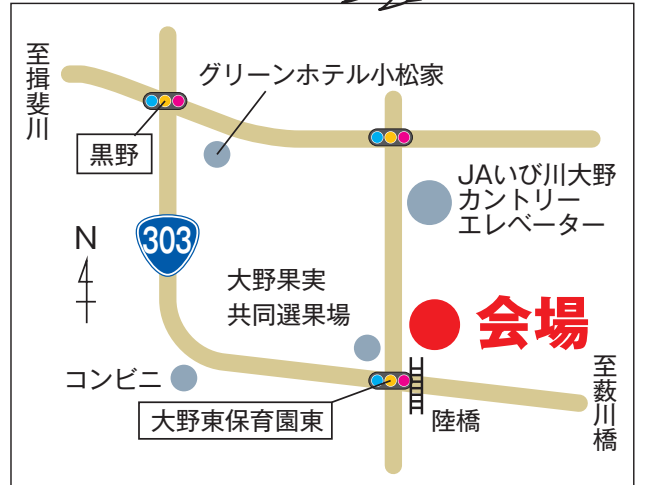 至揖斐川
グリーンホテル小松家
黒野
JAいび川大野
カントリー
エレベーター
N
303
大野果実
共同選果場
会場
コンビニ
至薮川橋
大野東保育園東
陸橋